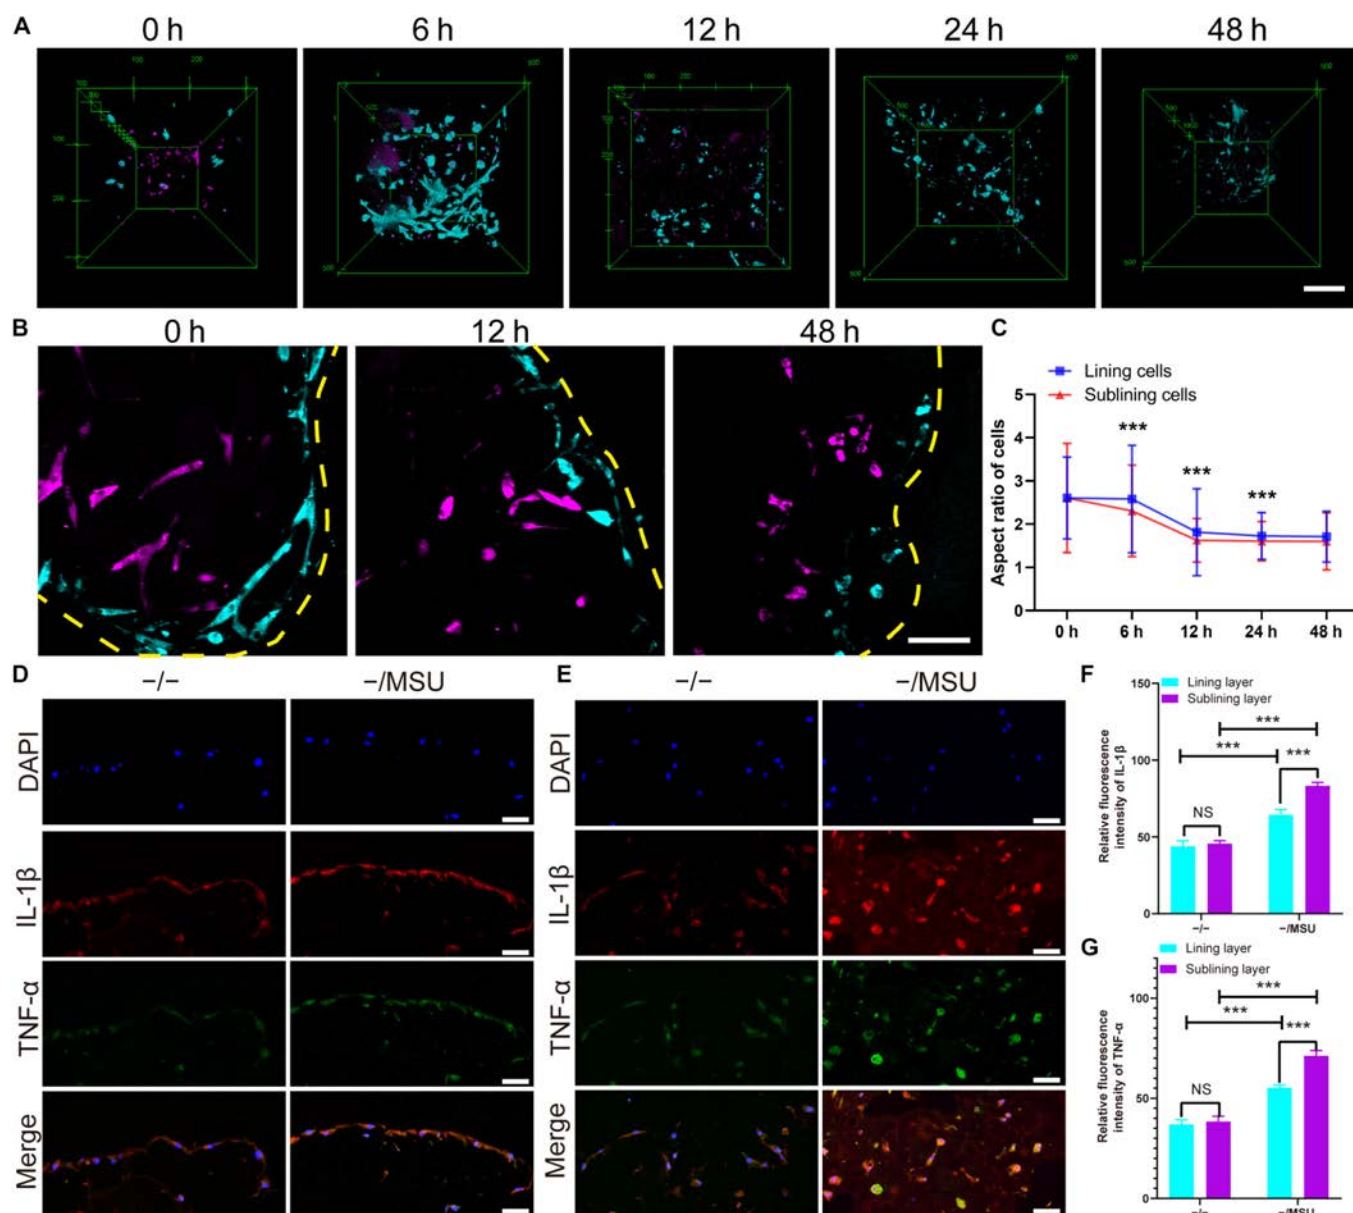 A
0 h
6 h
12 h
24 h
48 h
B
0 h
12 h
48 h
C
Lining cells
Sublining cells
Aspect ratio of cells
5
4
3
2
1
0
***
***
***
0 h
6 h
12 h
24 h
48 h
D
−/−
−/MSU
DAPI
IL-1β
TNF-α
Merge
E
−/−
−/MSU
DAPI
IL-1β
TNF-α
Merge
F
Lining layer
Sublining layer
Relative fluorescence
intensity of IL-1β
150
100
50
0
NS
***
***
***
−/−
−/MSU
G
Lining layer
Sublining layer
Relative fluorescence
intensity of TNF-α
100
50
0
NS
***
***
***
−/−
−/MSU